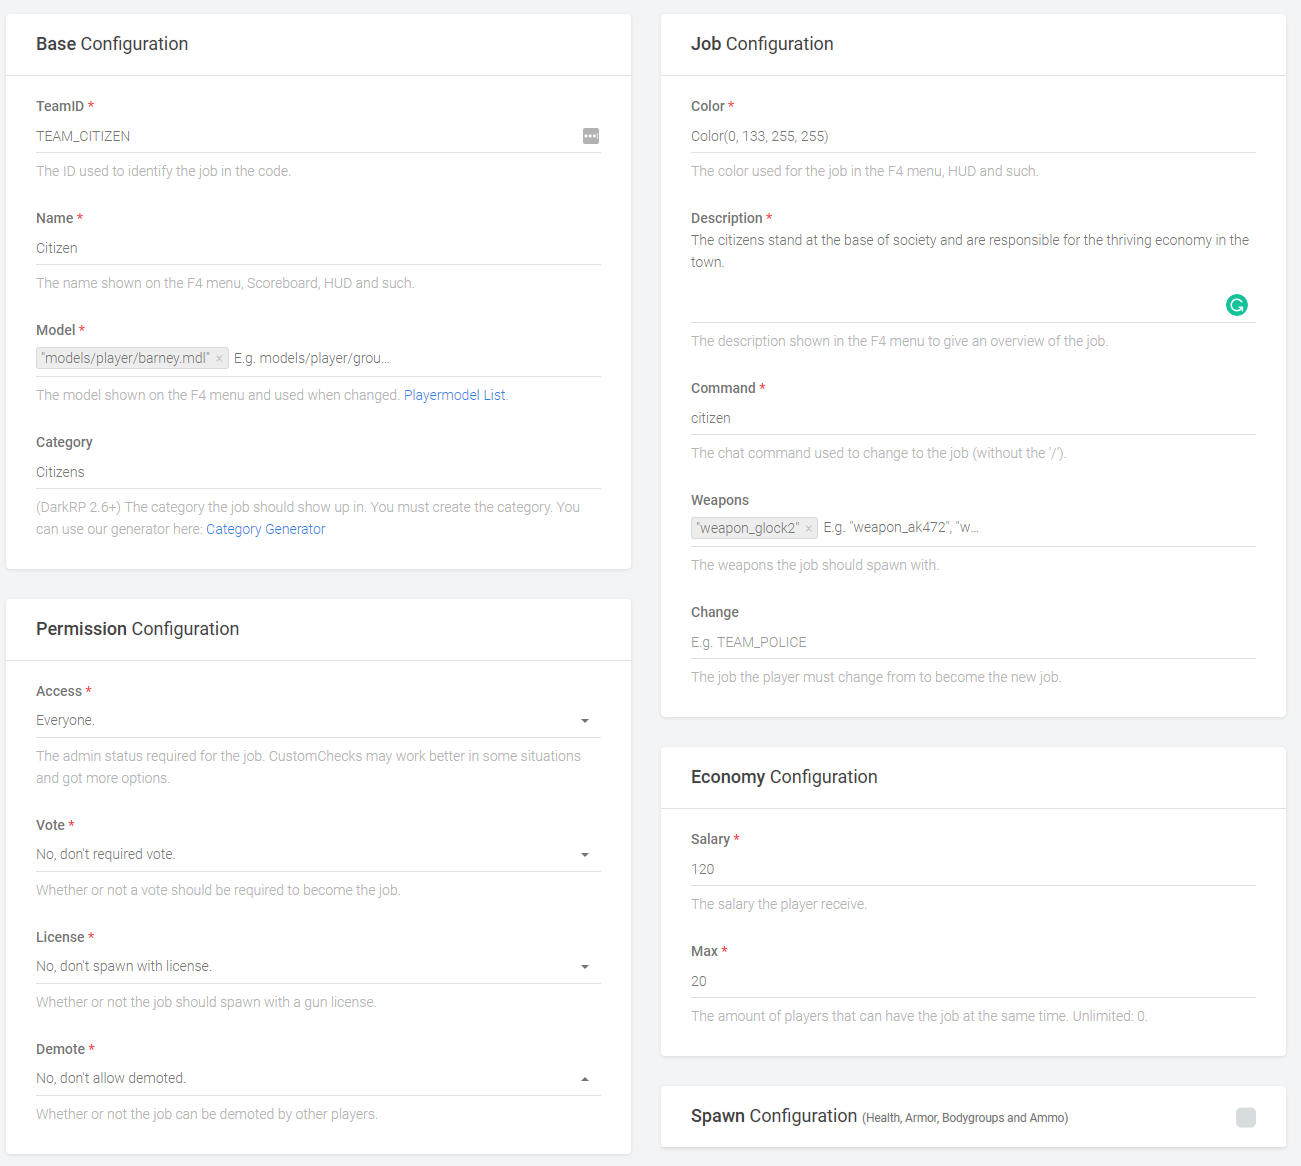 Base Configuration
TeamID *
TEAM_CITIZEN
The ID used to identify the job in the code.
Name *
Citizen
The name shown on the F4 menu, Scoreboard, HUD and such.
Model *
"models/player/barney.mdl" × E.g. models/player/grou...
The model shown on the F4 menu and used when changed. Playermodel List.
Category
Citizens
(DarkRP 2.6+) The category the job should show up in. You must create the category. You
can use our generator here: Category Generator
Permission Configuration
Access *
Everyone.
The admin status required for the job. CustomChecks may work better in some situations
and got more options.
Vote *
No, don't required vote.
Whether or not a vote should be required to become the job.
License *
No, don't spawn with license.
Whether or not the job should spawn with a gun license.
Demote *
No, don't allow demoted.
Whether or not the job can be demoted by other players.
Job Configuration
Color *
Color(0, 133, 255, 255)
The color used for the job in the F4 menu, HUD and such.
Description *
The citizens stand at the base of society and are responsible for the thriving economy in the
town.
The description shown in the F4 menu to give an overview of the job.
Command *
citizen
The chat command used to change to the job (without the '/').
Weapons
"weapon_glock2" × E.g. "weapon_ak472", "w...
The weapons the job should spawn with.
Change
E.g. TEAM_POLICE
The job the player must change from to become the new job.
Economy Configuration
Salary *
120
The salary the player receive.
Max *
20
The amount of players that can have the job at the same time. Unlimited: 0.
Spawn Configuration (Health, Armor, Bodygroups and Ammo)